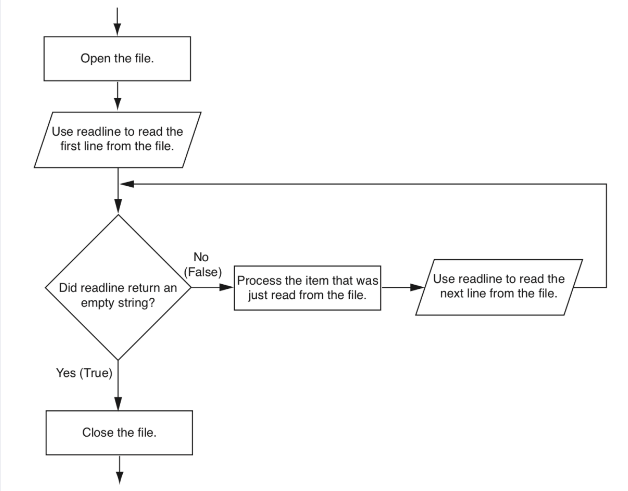 Open the file.
Use readline to read the
first line from the file.
No
(False)
Did readline return an
empty string?
Process the item that was
just read from the file.
Use readline to read the
next line from the file.
Yes (True)
Close the file.